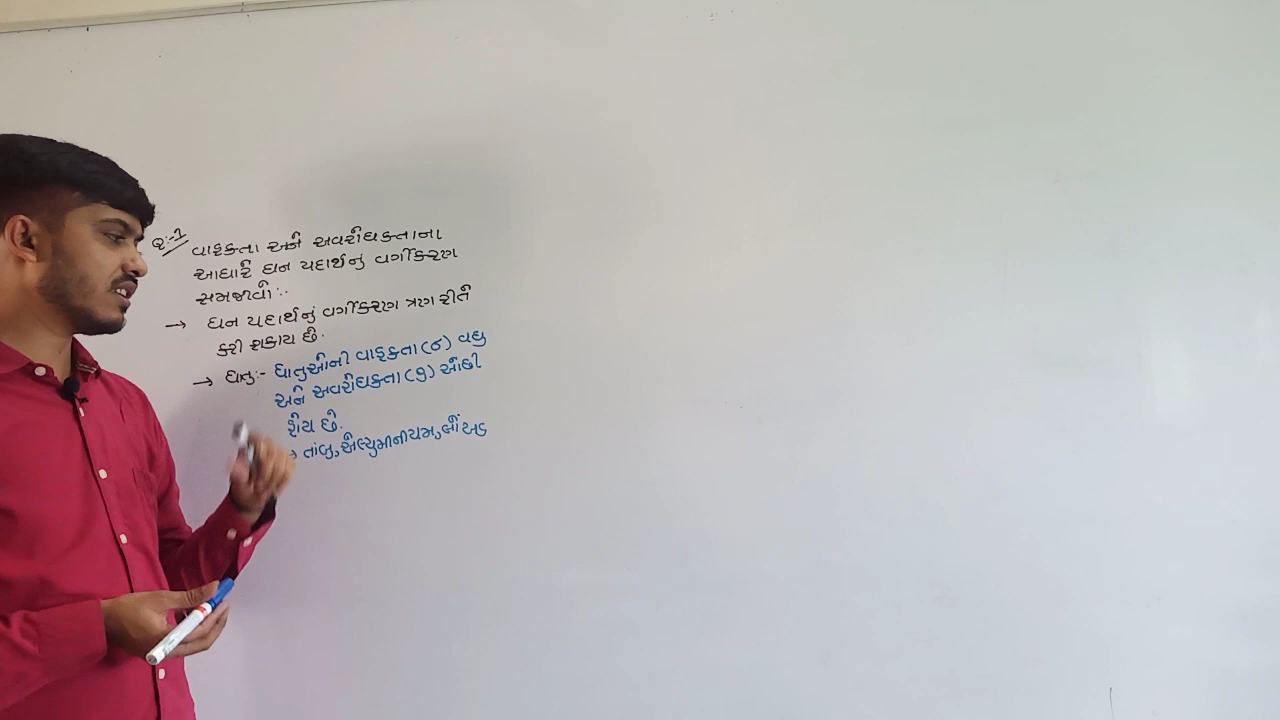 પ્ર:-1 વાહકતા અને અવરોધકતાના
આધારે ઘન પદાર્થનું વર્ગીકરણ
સમજાવો:.
→ ઘન પદાર્થનું વર્ગીકરણ ત્રણ રીતે
કરી શકાય છે.
→ ધાતુ:- ધાતુઓની વાહકતા (σ) વધુ
અને અવરોધકતા (ρ) ઓછી
હોય છે.
→ તાંબુ, એલ્યુમીનીયમ, લોંખડ